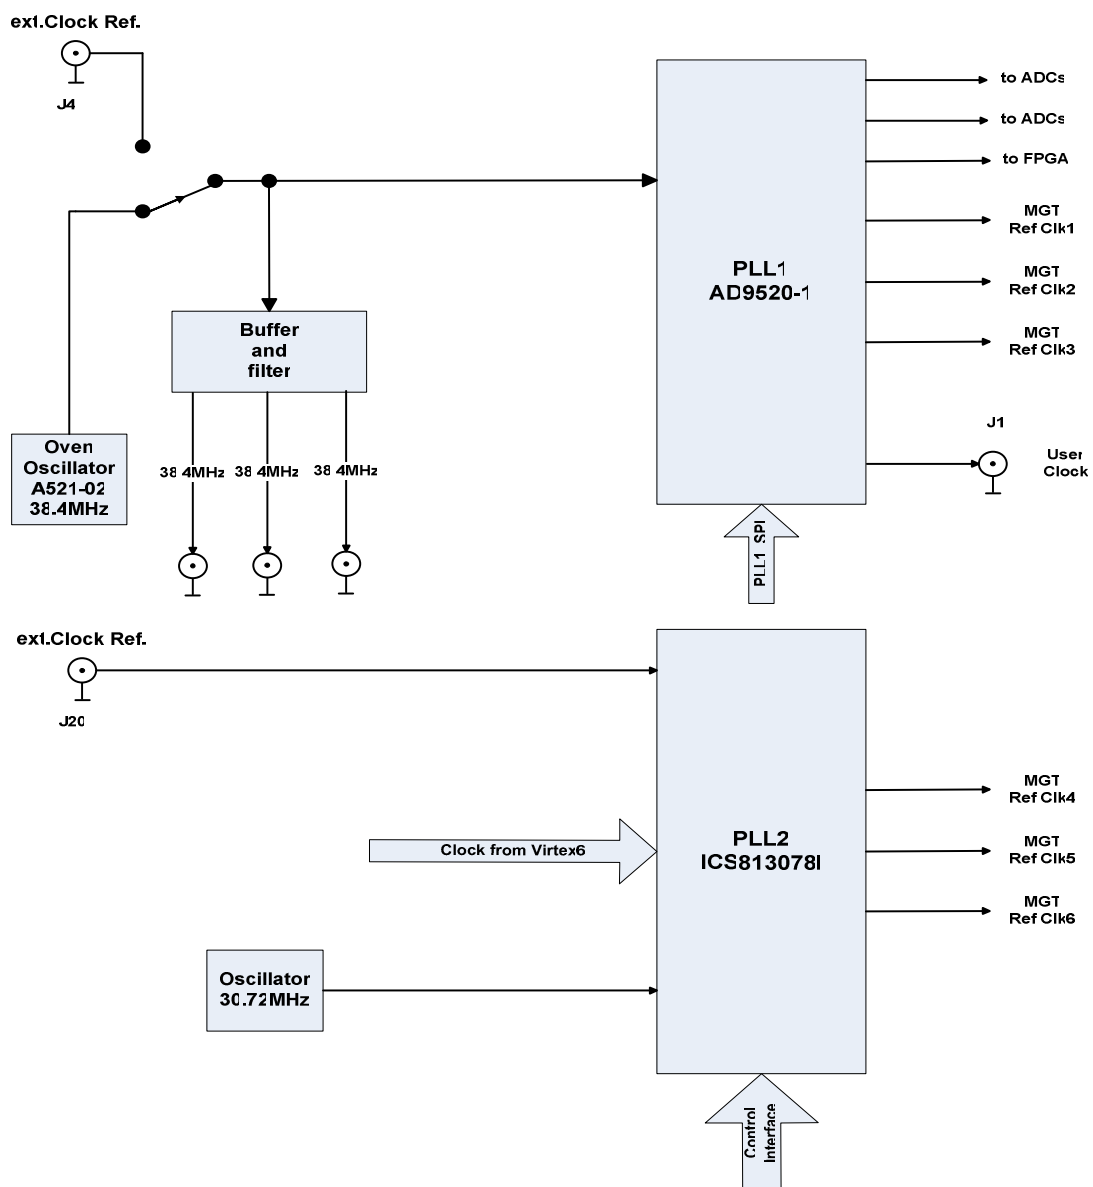 ext.Clock Ref.
J4
to ADCs
to ADCs
to FPGA
MGT
Ref Clk1
PLL1
AD9520-1
MGT
Ref Clk2
MGT
Ref Clk3
Buffer
and
filter
J1
User
Clock
Oven
Oscillator
A521-02
38.4MHz
38.4MHz
38.4MHz
38.4MHz
PLL1 SPI
ext.Clock Ref.
J20
MGT
Ref Clk4
PLL2
ICS813078I
Clock from Virtex6
MGT
Ref Clk5
MGT
Ref Clk6
Oscillator
30.72MHz
Control
Interface